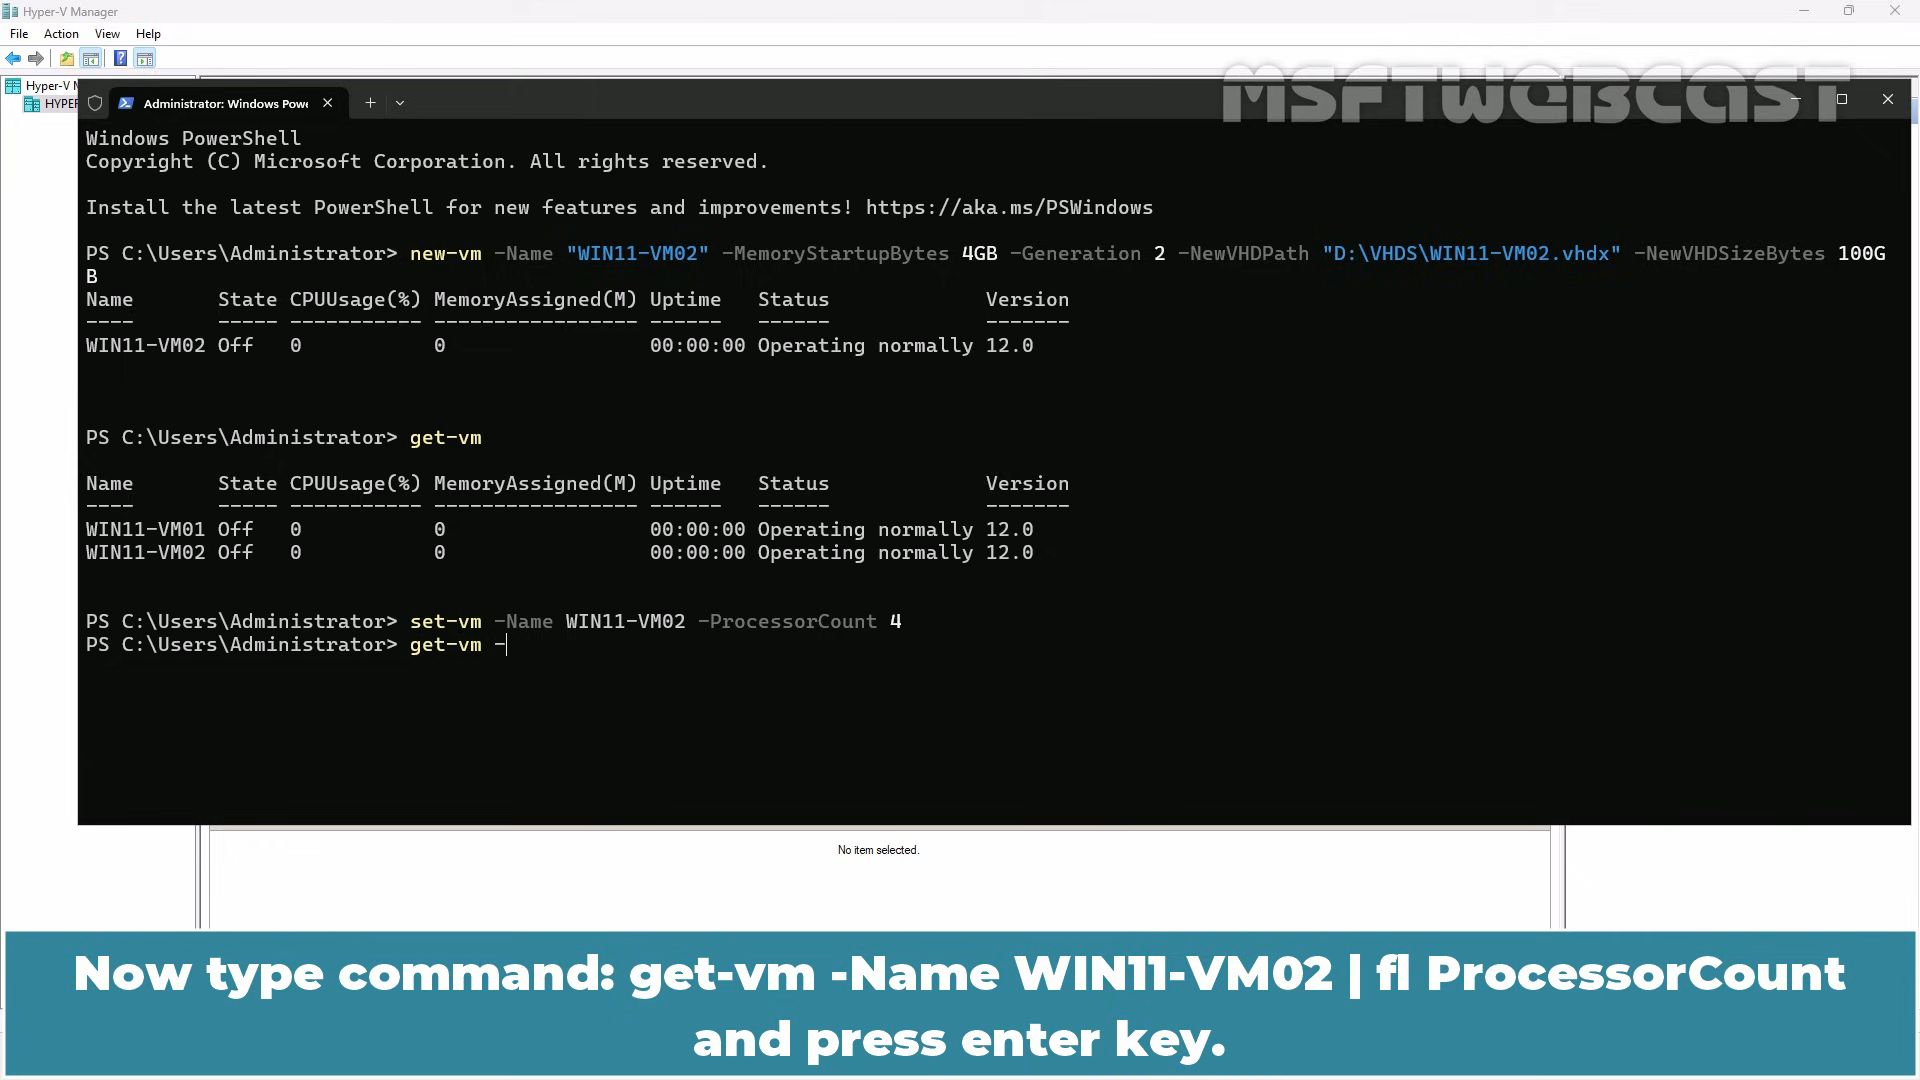 Hyper-V Manager
File Action View Help
Hyper-V M
HYPEF
MSFTWEBCAST
Administrator: Windows Powe
Windows PowerShell
Copyright (C) Microsoft Corporation. All rights reserved.
Install the latest PowerShell for new features and improvements! https://aka.ms/PSWindows
PS C:\Users\Administrator> new-vm -Name "WIN11-VM02" -MemoryStartupBytes 4GB -Generation 2 -NewVHDPath "D:\VHDS\WIN11-VM02.vhdx" -NewVHDSizeBytes 100G
B
Name State CPUUsage(%) MemoryAssigned(M) Uptime Status Version
---- ----- ----------- ----------------- ------ ------ -------
WIN11-VM02 Off 0 0 00:00:00 Operating normally 12.0
PS C:\Users\Administrator> get-vm
Name State CPUUsage(%) MemoryAssigned(M) Uptime Status Version
---- ----- ----------- ----------------- ------ ------ -------
WIN11-VM01 Off 0 0 00:00:00 Operating normally 12.0
WIN11-VM02 Off 0 0 00:00:00 Operating normally 12.0
PS C:\Users\Administrator> set-vm -Name WIN11-VM02 -ProcessorCount 4
PS C:\Users\Administrator> get-vm -
No item selected.
Now type command: get-vm -Name WIN11-VM02 | fl ProcessorCount
and press enter key.